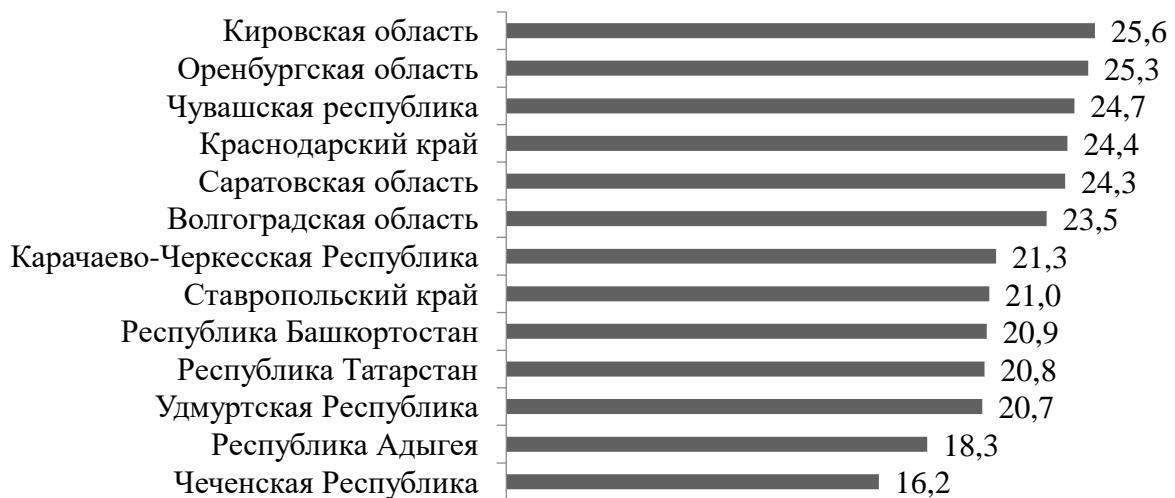 Кировская область 25,6
Оренбургская область 25,3
Чувашская республика 24,7
Краснодарский край 24,4
Саратовская область 24,3
Волгоградская область 23,5
Карачаево-Черкесская Республика 21,3
Ставропольский край 21,0
Республика Башкортостан 20,9
Республика Татарстан 20,8
Удмуртская Республика 20,7
Республика Адыгея 18,3
Чеченская Республика 16,2